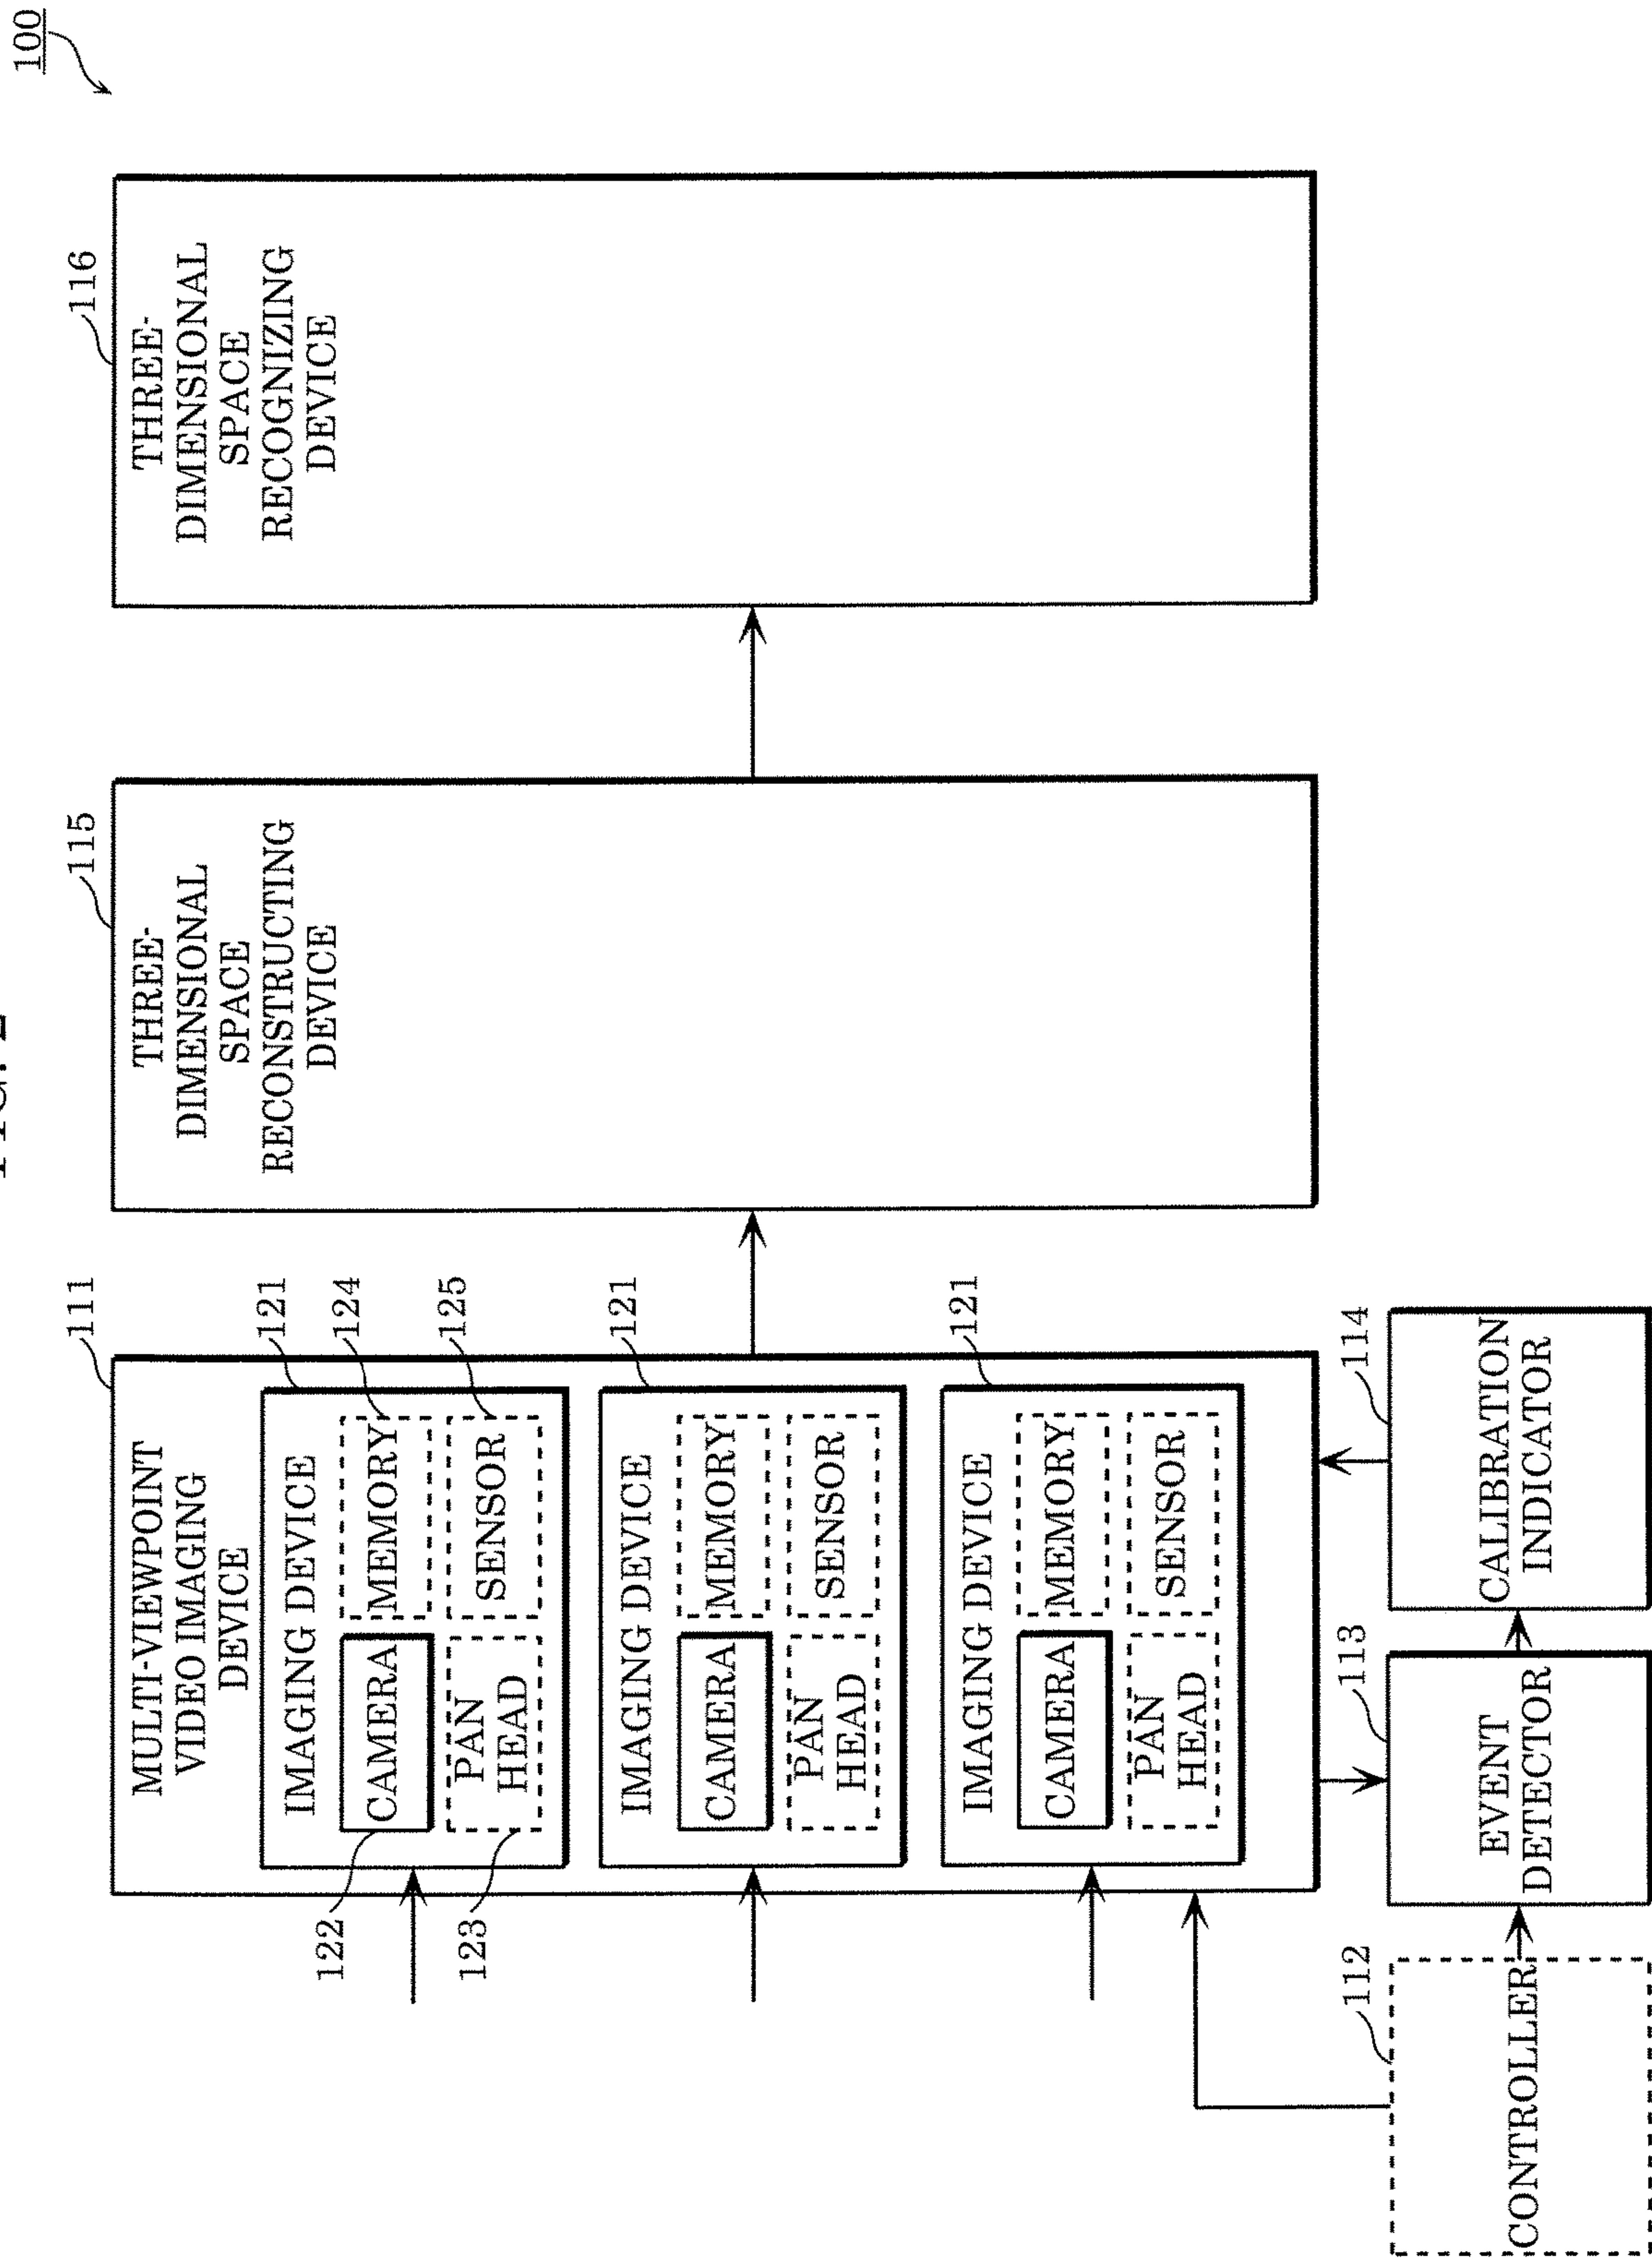 FIG. 2
100
111
MULTI-VIEWPOINT
VIDEO IMAGING
DEVICE
121
IMAGING DEVICE
122
CAMERA
124
MEMORY
123
PAN
HEAD
125
SENSOR
121
IMAGING DEVICE
CAMERA
MEMORY
PAN
HEAD
SENSOR
121
IMAGING DEVICE
CAMERA
MEMORY
PAN
HEAD
SENSOR
115
THREE-
DIMENSIONAL
SPACE
RECONSTRUCTING
DEVICE
116
THREE-
DIMENSIONAL
SPACE
RECOGNIZING
DEVICE
112
CONTROLLER
113
EVENT
DETECTOR
114
CALIBRATION
INDICATOR